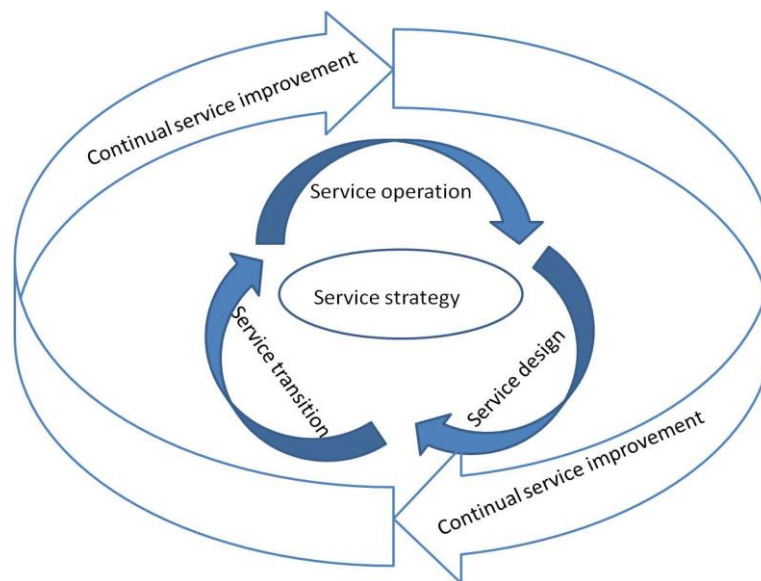 Continual service improvement
Service operation
Service strategy
Service transition
Service design
Continual service improvement